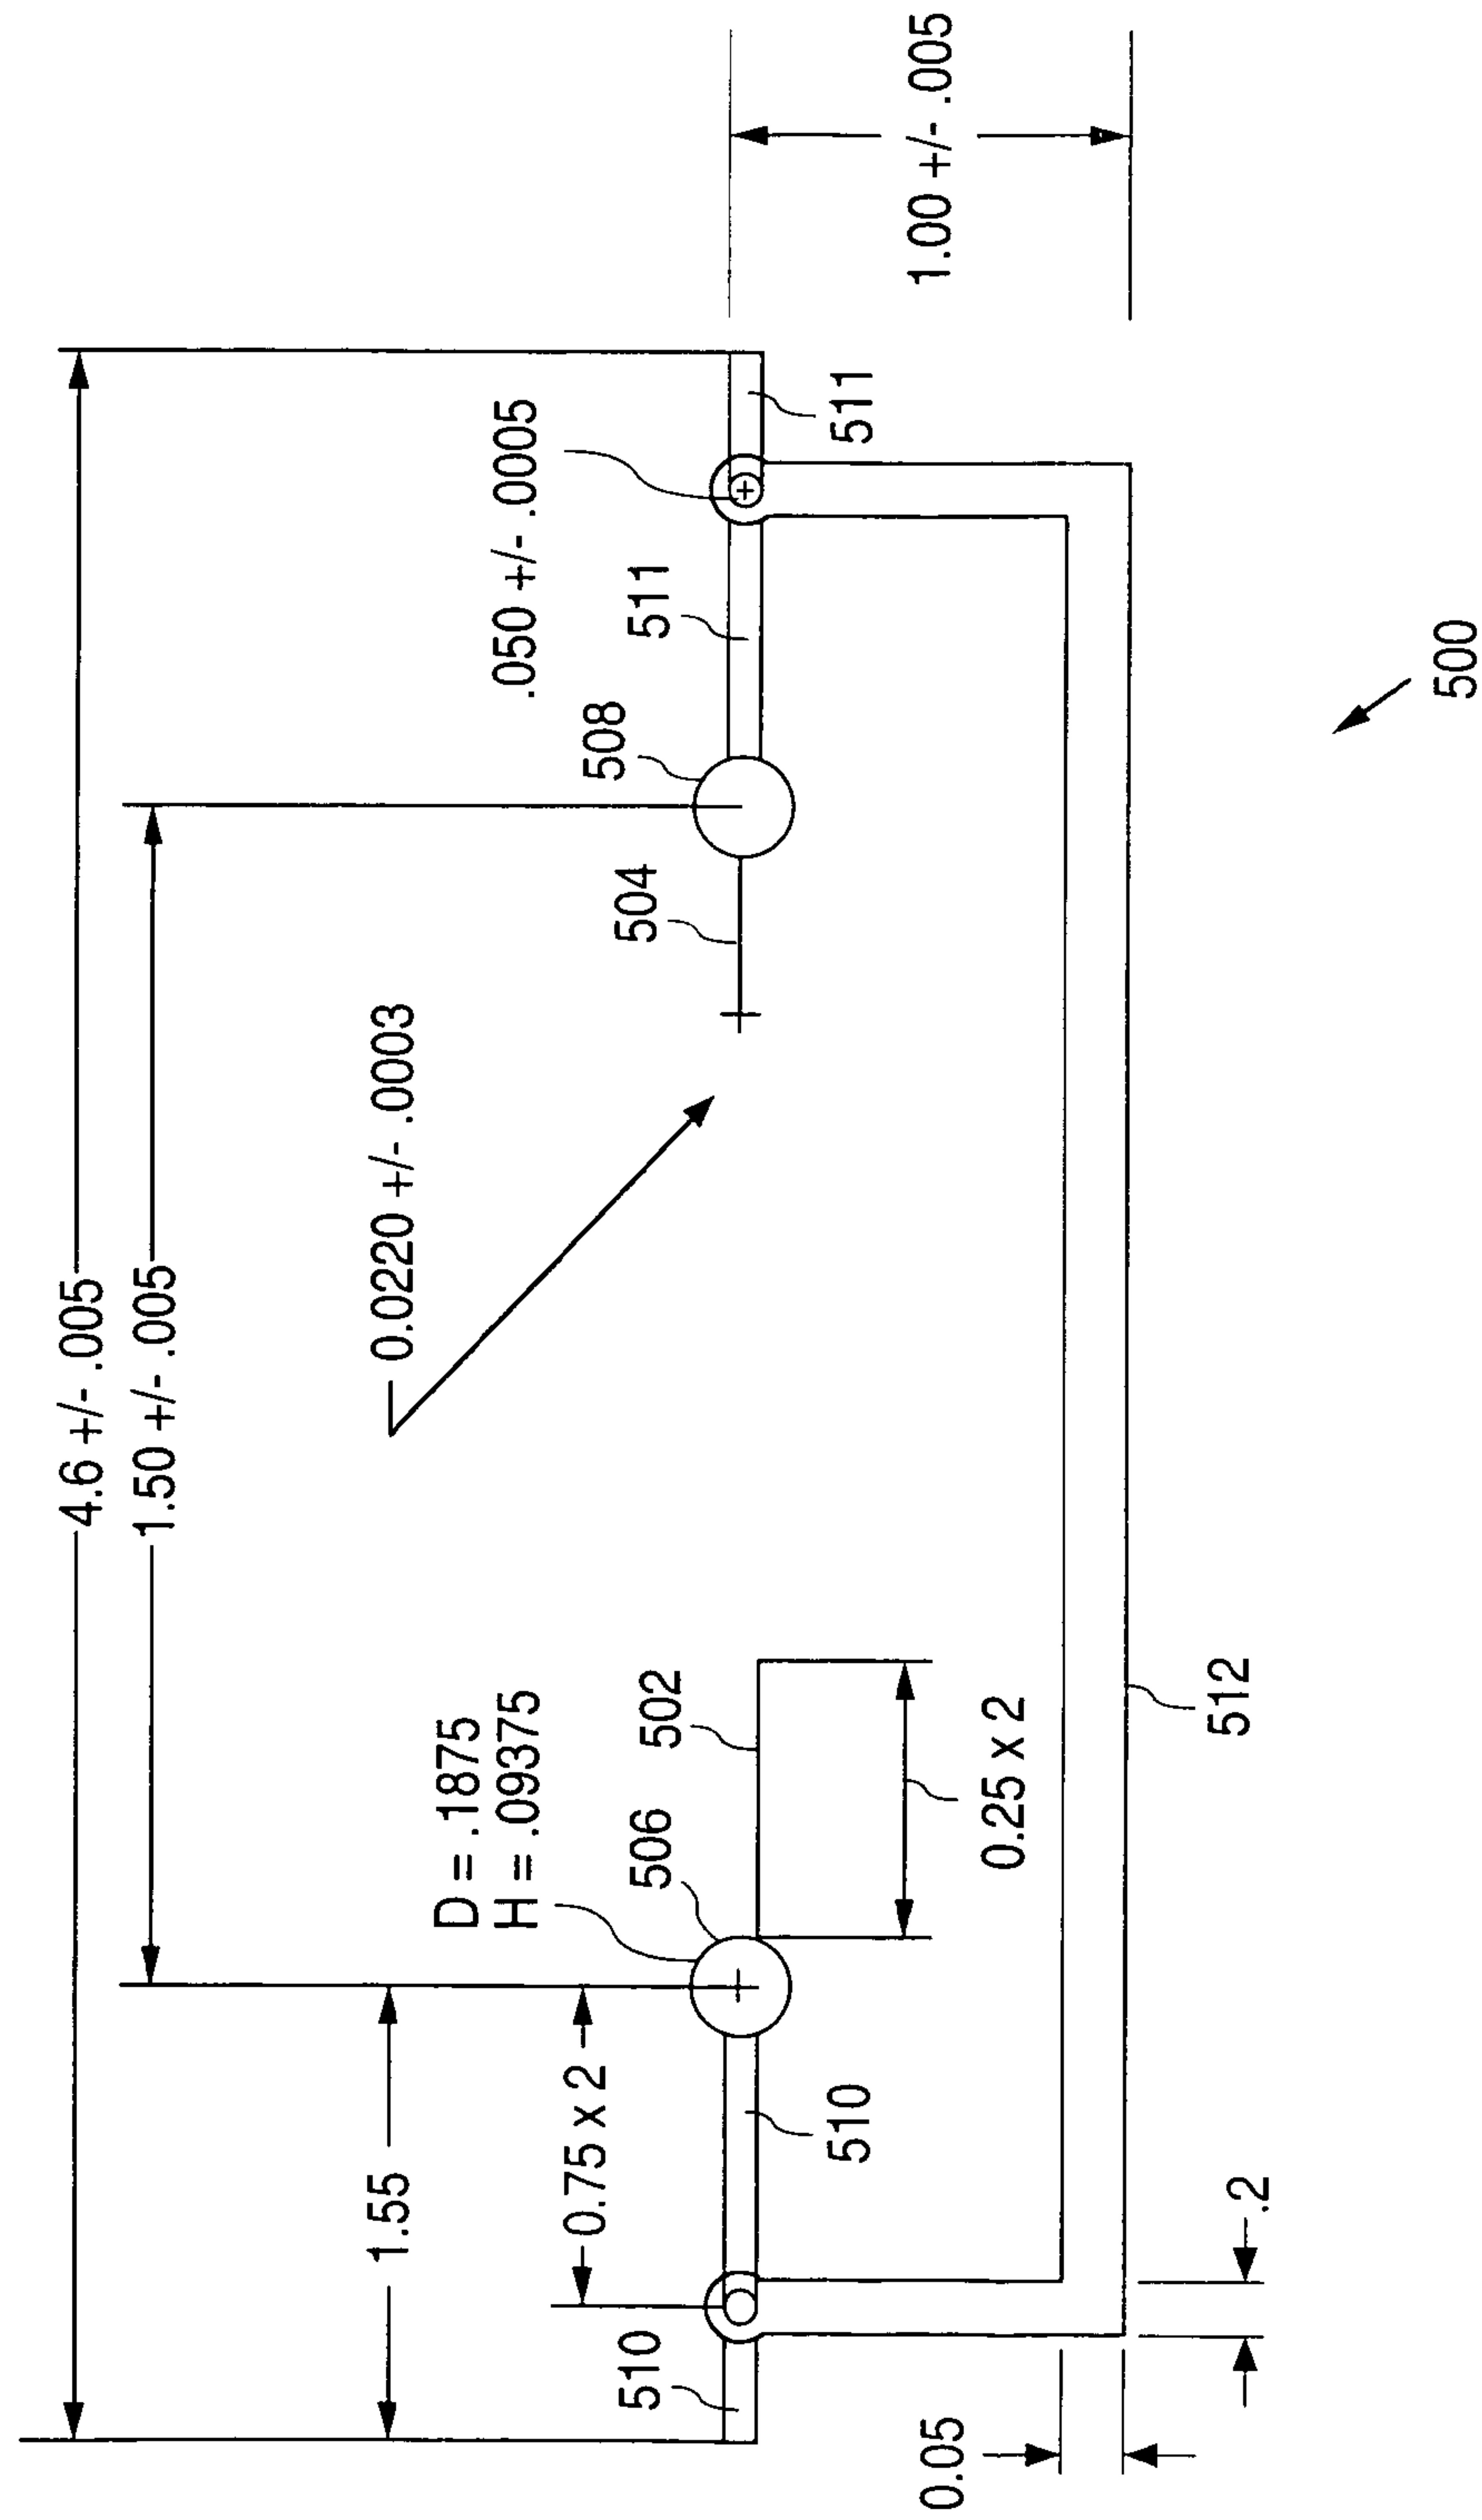 4.6 +/- .005
1.50 +/- .005
1.55
0.75 x 2
D = .1875
H = .09375
0.0220 +/- .0003
.050 +/- .0005
510
506
502
504
508
511
511
510
0.25 x 2
1.00 +/- .005
0.05
.2
512
500